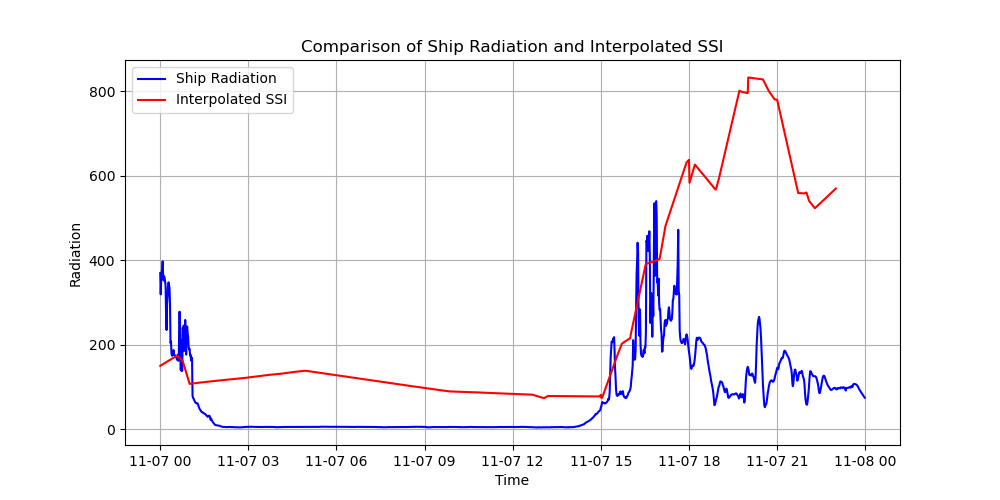 Comparison of Ship Radiation and Interpolated SSI
Ship Radiation
Interpolated SSI
Radiation
800
600
400
200
0
11-07 00
11-07 03
11-07 06
11-07 09
11-07 12
11-07 15
11-07 18
11-07 21
11-08 00
Time